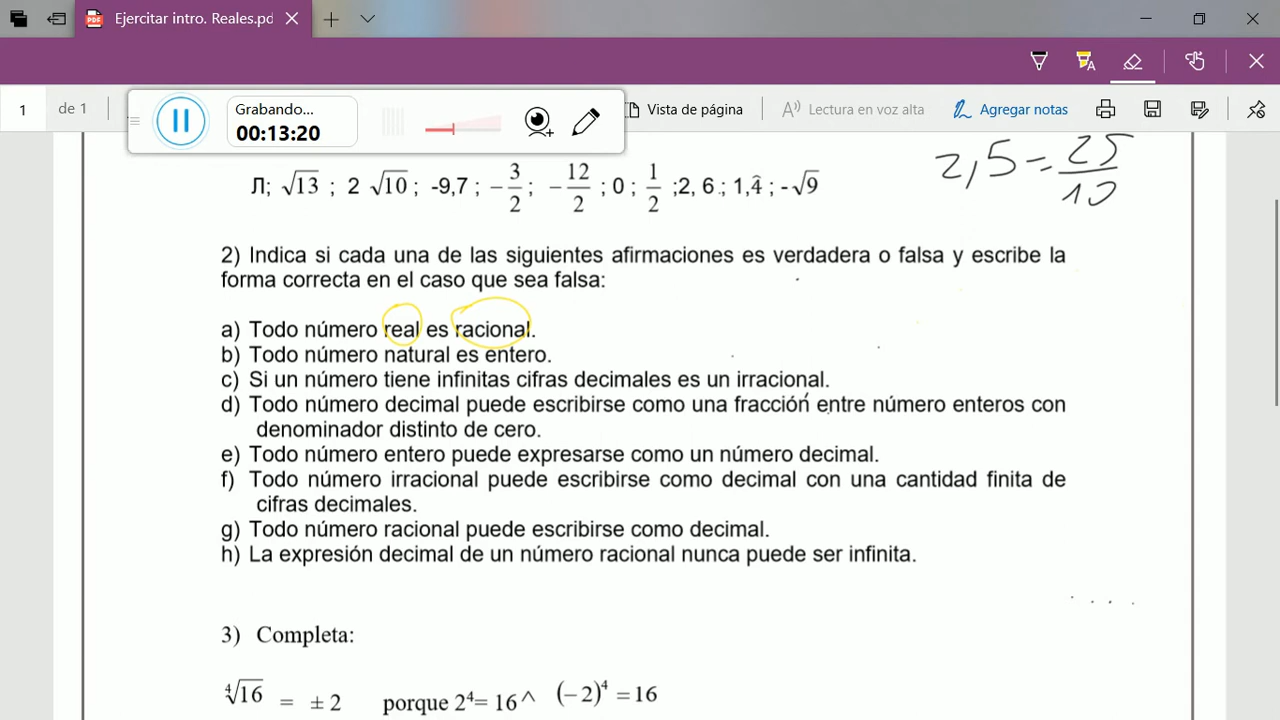 Ejercitar intro. Reales.pd
1 de 1
Grabando...
00:13:20
Vista de página
Lectura en voz alta
Agregar notas
2,5 = 25/10
Л; √13 ; 2 √10 ; -9,7 ; -3/2 ; -12/2 ; 0 ; 1/2 ;2, 6 ; 1,4̂ ; -√9
2) Indica si cada una de las siguientes afirmaciones es verdadera o falsa y escribe la
forma correcta en el caso que sea falsa:
a) Todo número real es racional.
b) Todo número natural es entero.
c) Si un número tiene infinitas cifras decimales es un irracional.
d) Todo número decimal puede escribirse como una fracción entre número enteros con
denominador distinto de cero.
e) Todo número entero puede expresarse como un número decimal.
f) Todo número irracional puede escribirse como decimal con una cantidad finita de
cifras decimales.
g) Todo número racional puede escribirse como decimal.
h) La expresión decimal de un número racional nunca puede ser infinita.
3) Completa:
⁴√16 = ± 2 porque 2⁴= 16 ^ (−2)⁴ = 16